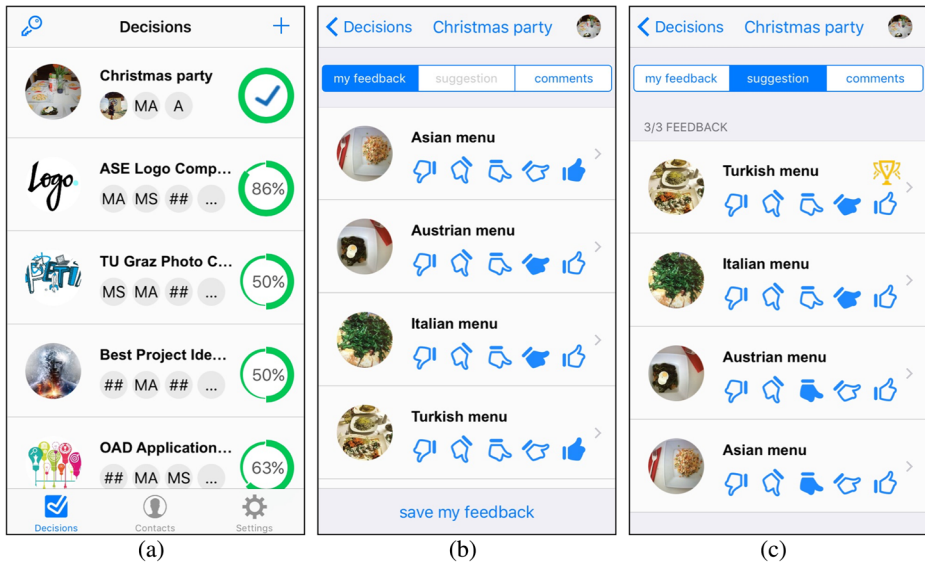 Decisions
Christmas party
MA A
Logo.
ASE Logo Comp...
MA MS ## ...
86%
TU Graz Photo C...
MS MA ## ...
50%
Best Project Ide...
## MA ## ...
50%
OAD Application...
## MA MS ...
63%
Decisions Contacts Settings
(a)
Decisions Christmas party
my feedback suggestion comments
Asian menu
Austrian menu
Italian menu
Turkish menu
save my feedback
(b)
Decisions Christmas party
my feedback suggestion comments
3/3 FEEDBACK
Turkish menu
1
Italian menu
Austrian menu
Asian menu
(c)